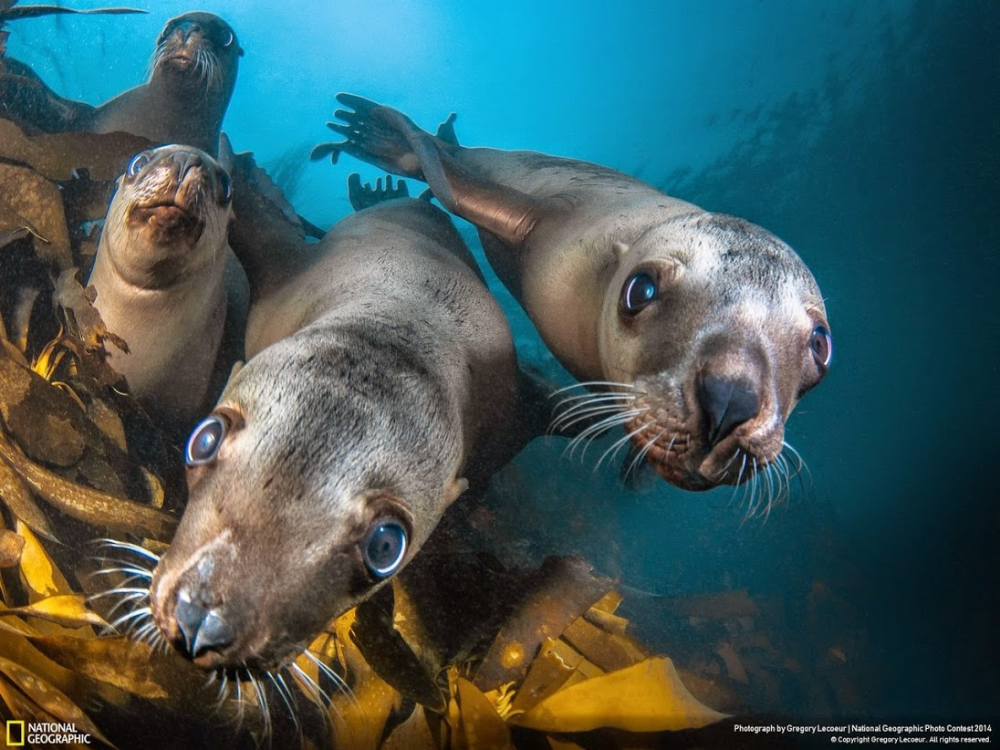 NATIONAL
GEOGRAPHIC
Photograph by Gregory Lecoeur | National Geographic Photo Contest 2014
© Copyright Gregory Lecoeur. All rights reserved.